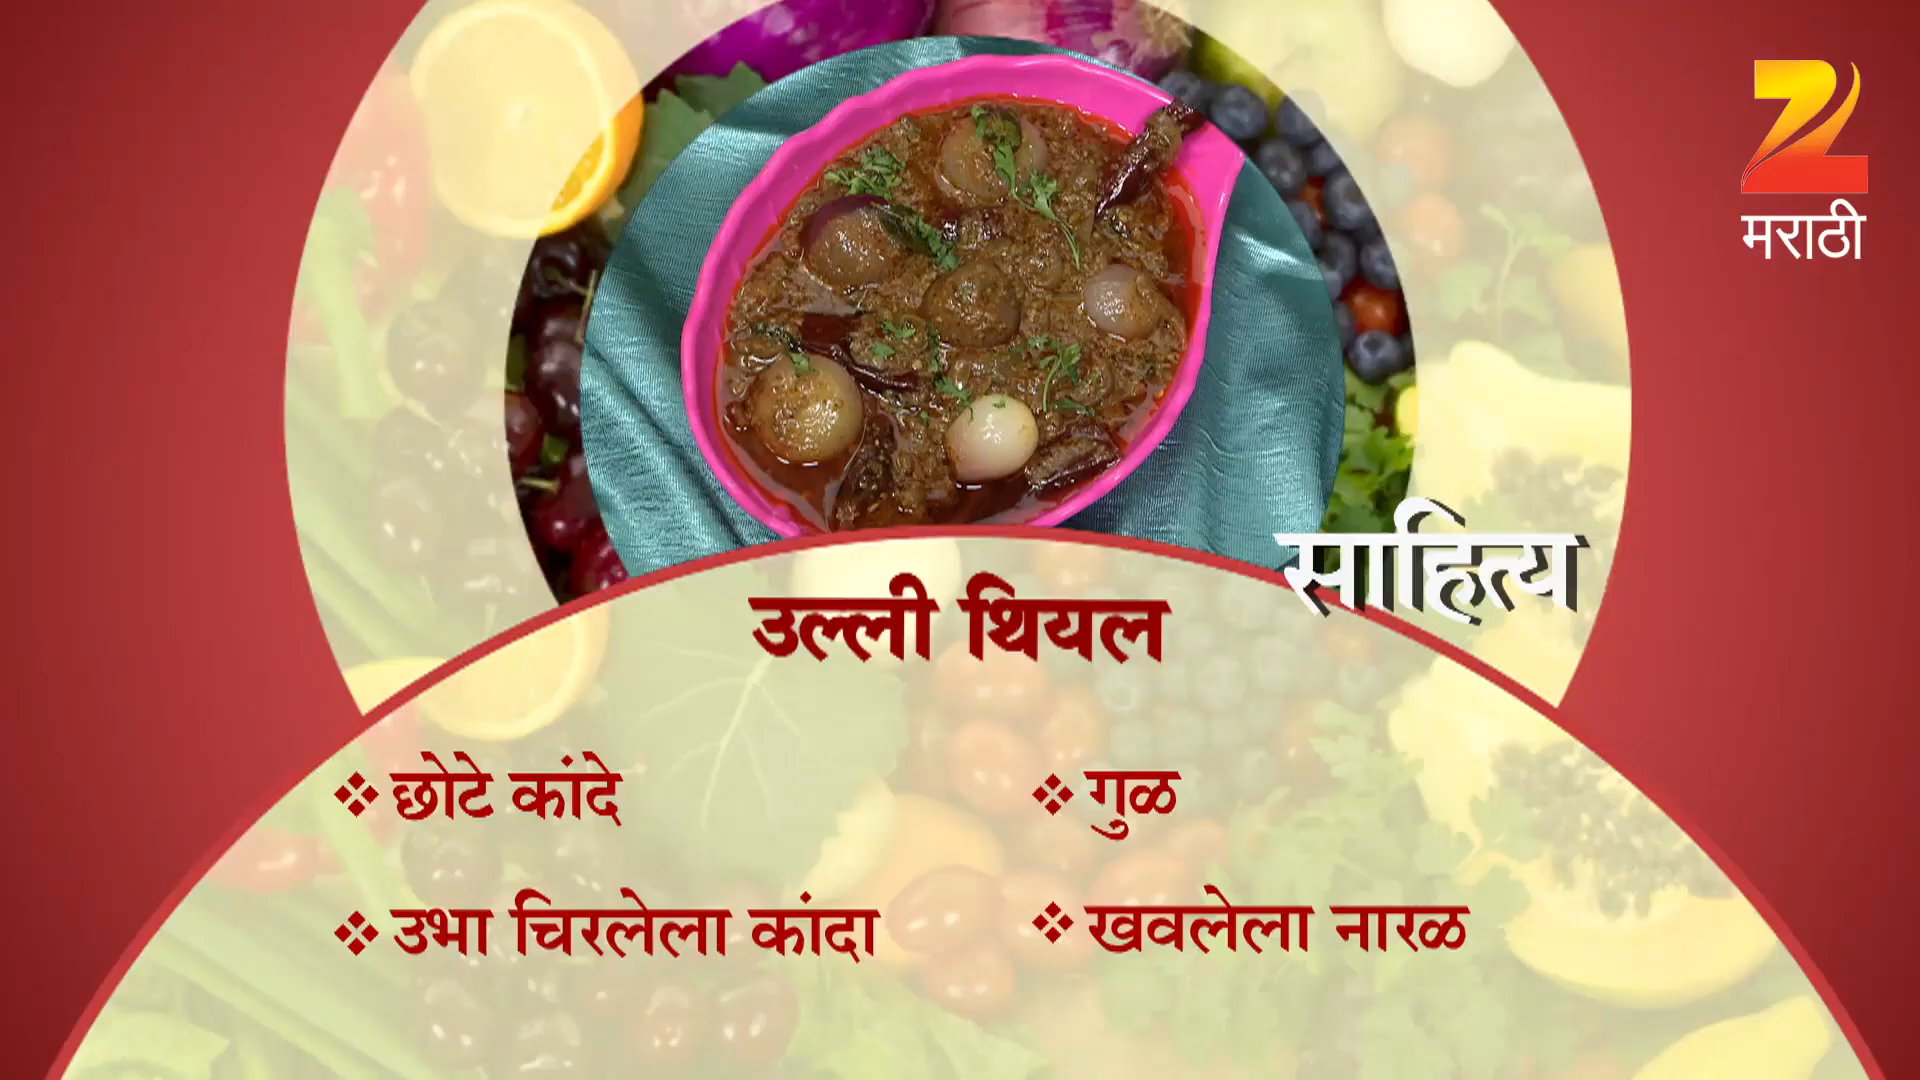 मराठी
साहित्य
उल्ली थियल
❖ छोटे कांदे
❖ उभा चिरलेला कांदा
❖ गुळ
❖ खवलेला नारळ